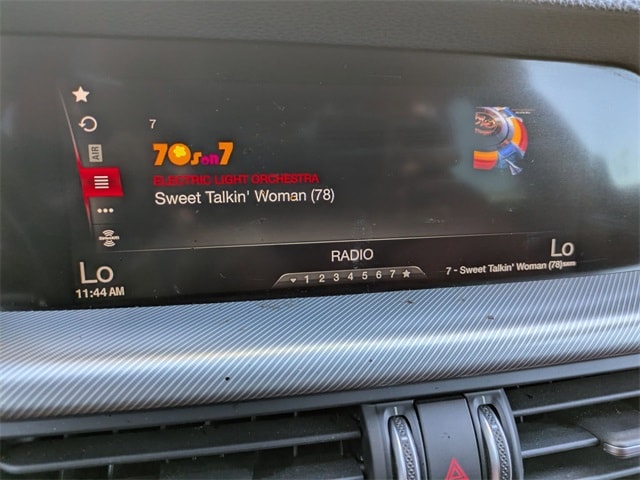 7
70s on 7
AIR
ELECTRIC LIGHT ORCHESTRA
Sweet Talkin' Woman (78)
RADIO
Lo
Lo
11:44 AM
1 2 3 4 5 6 7
7 - Sweet Talkin' Woman (78)